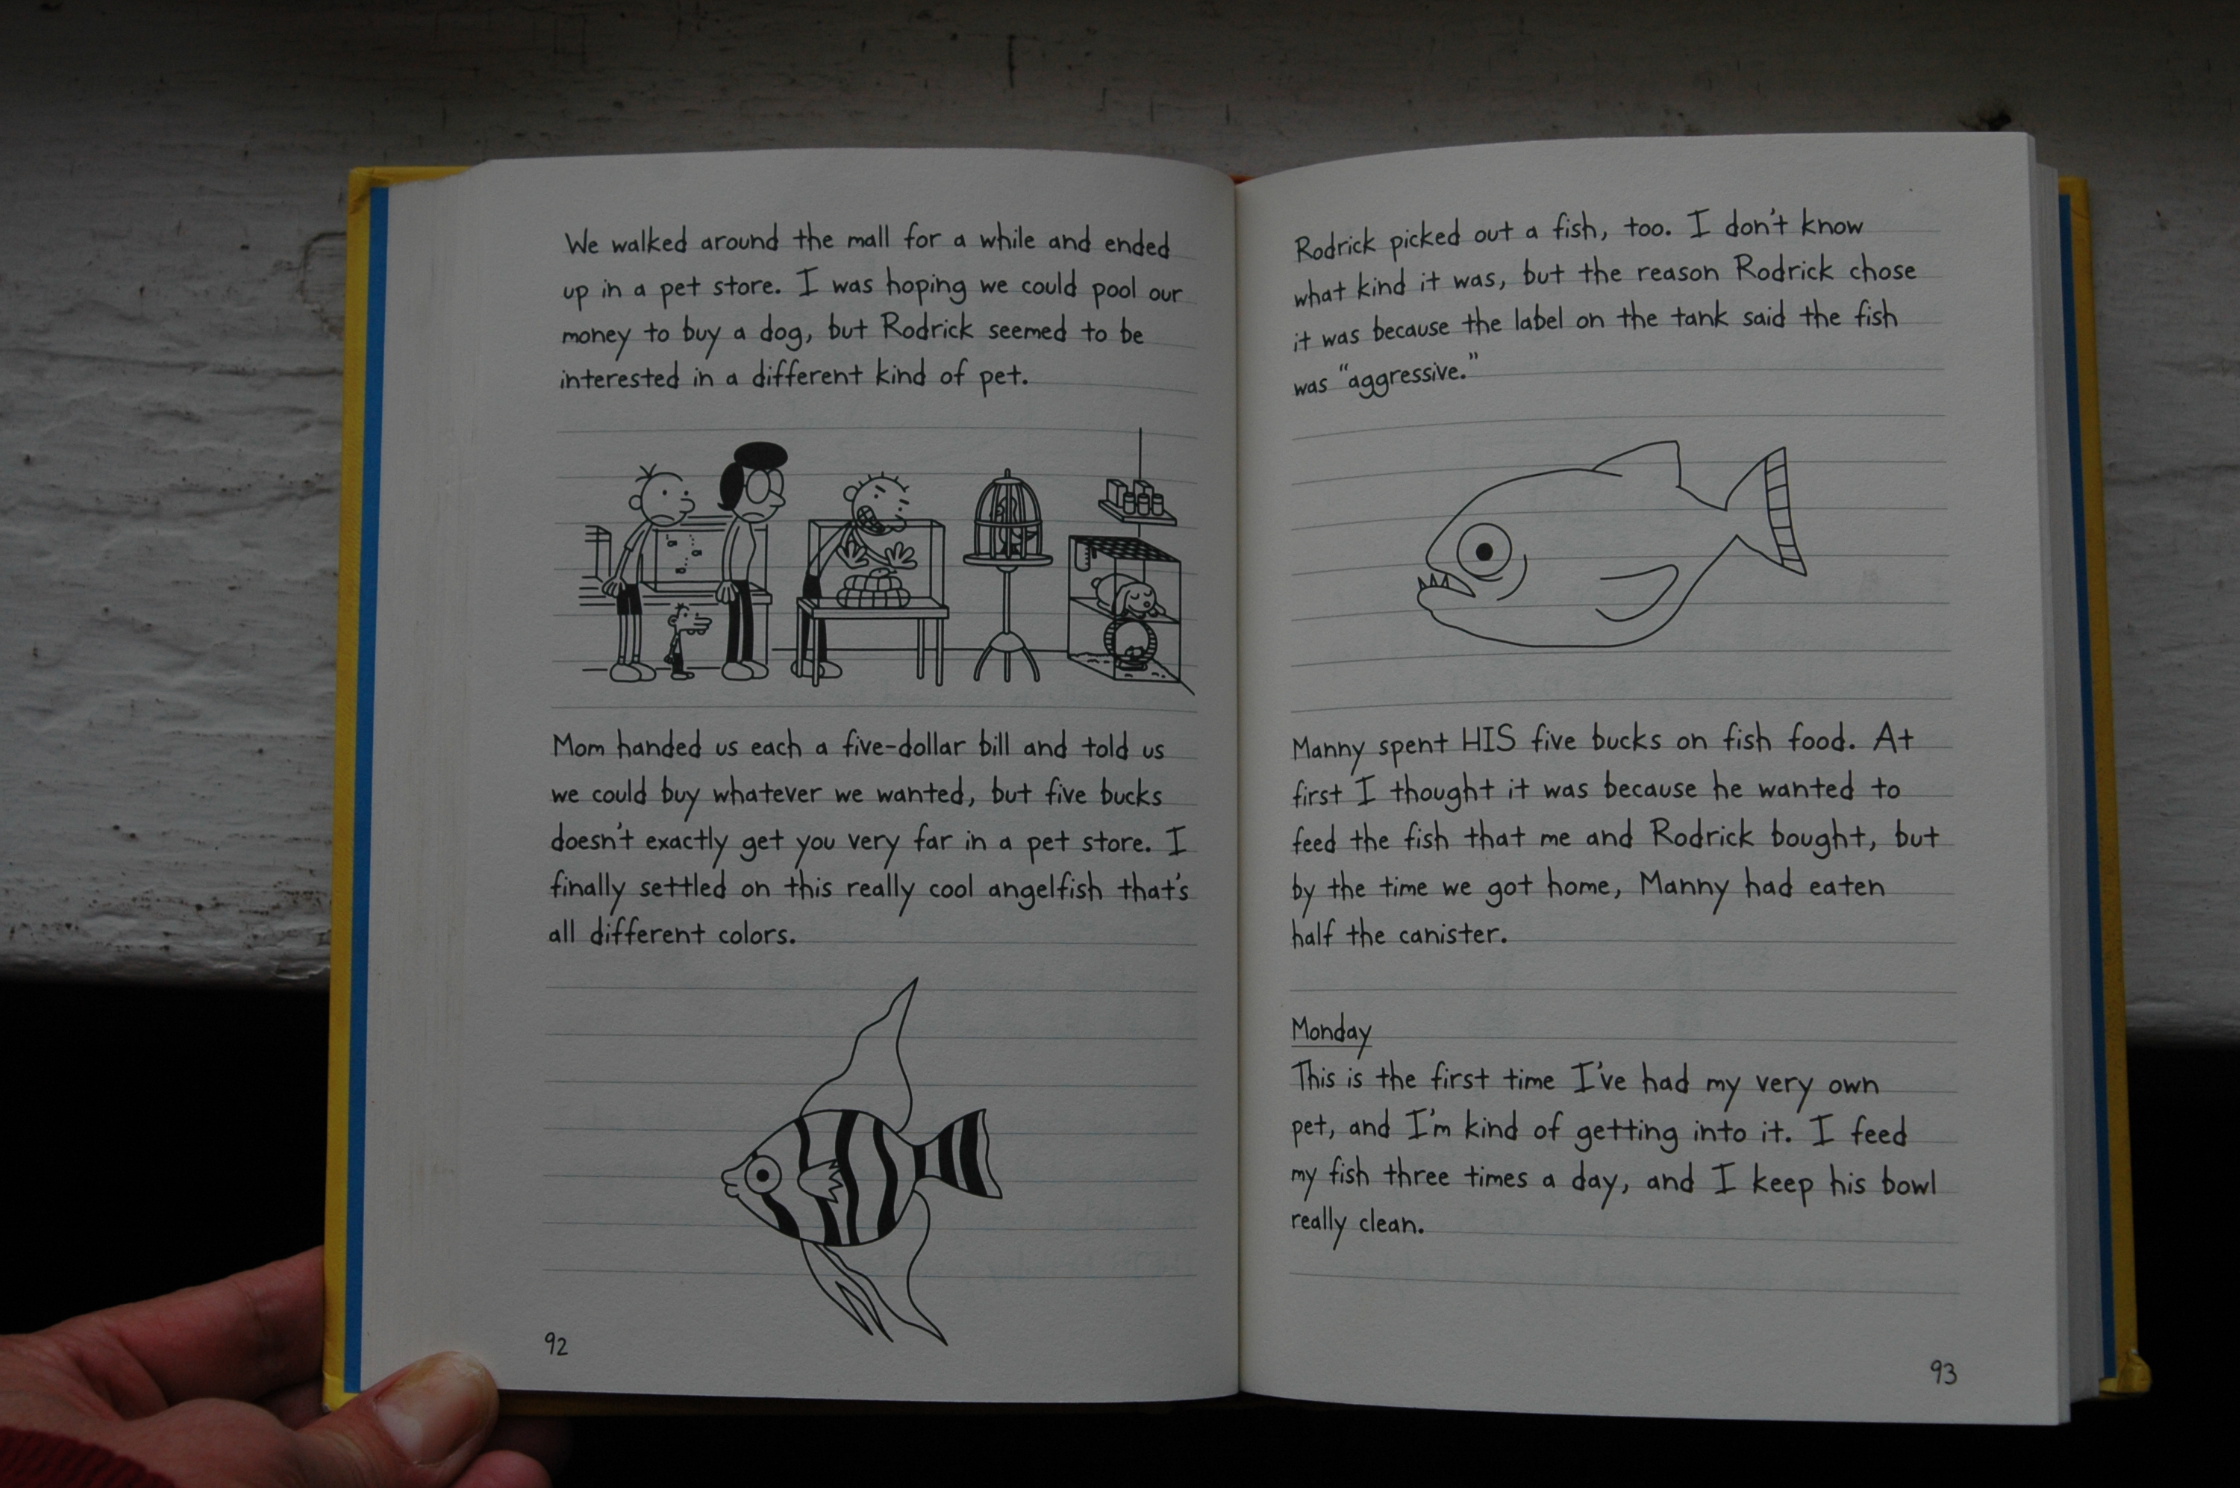 We walked around the mall for a while and ended
up in a pet store. I was hoping we could pool our
money to buy a dog, but Rodrick seemed to be
interested in a different kind of pet.
Mom handed us each a five-dollar bill and told us
we could buy whatever we wanted, but five bucks
doesn't exactly get you very far in a pet store. I
finally settled on this really cool angelfish that's
all different colors.
92
Rodrick picked out a fish, too. I don't know
what kind it was, but the reason Rodrick chose
it was because the label on the tank said the fish
was "aggressive."
Manny spent HIS five bucks on fish food. At
first I thought it was because he wanted to
feed the fish that me and Rodrick bought, but
by the time we got home, Manny had eaten
half the canister.
Monday
This is the first time I've had my very own
pet, and I'm kind of getting into it. I feed
my fish three times a day, and I keep his bowl
really clean.
93